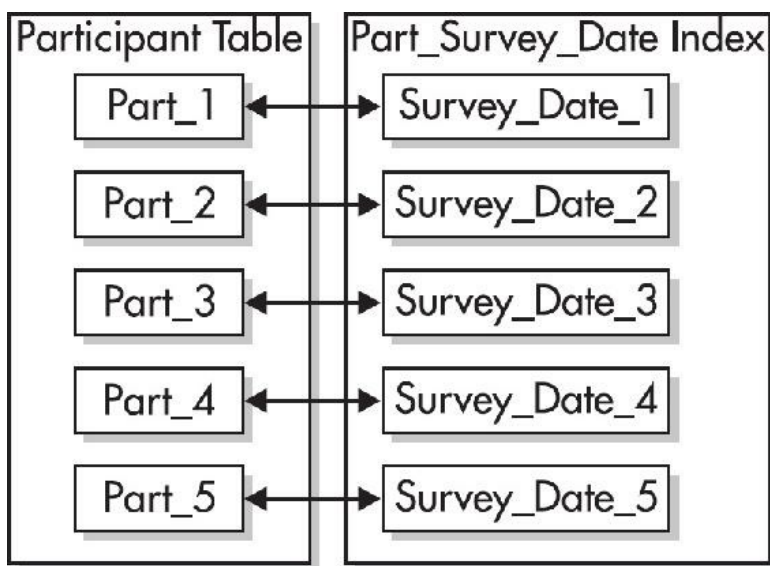 Participant Table
Part_1
Part_2
Part_3
Part_4
Part_5
Part_Survey_Date Index
Survey_Date_1
Survey_Date_2
Survey_Date_3
Survey_Date_4
Survey_Date_5